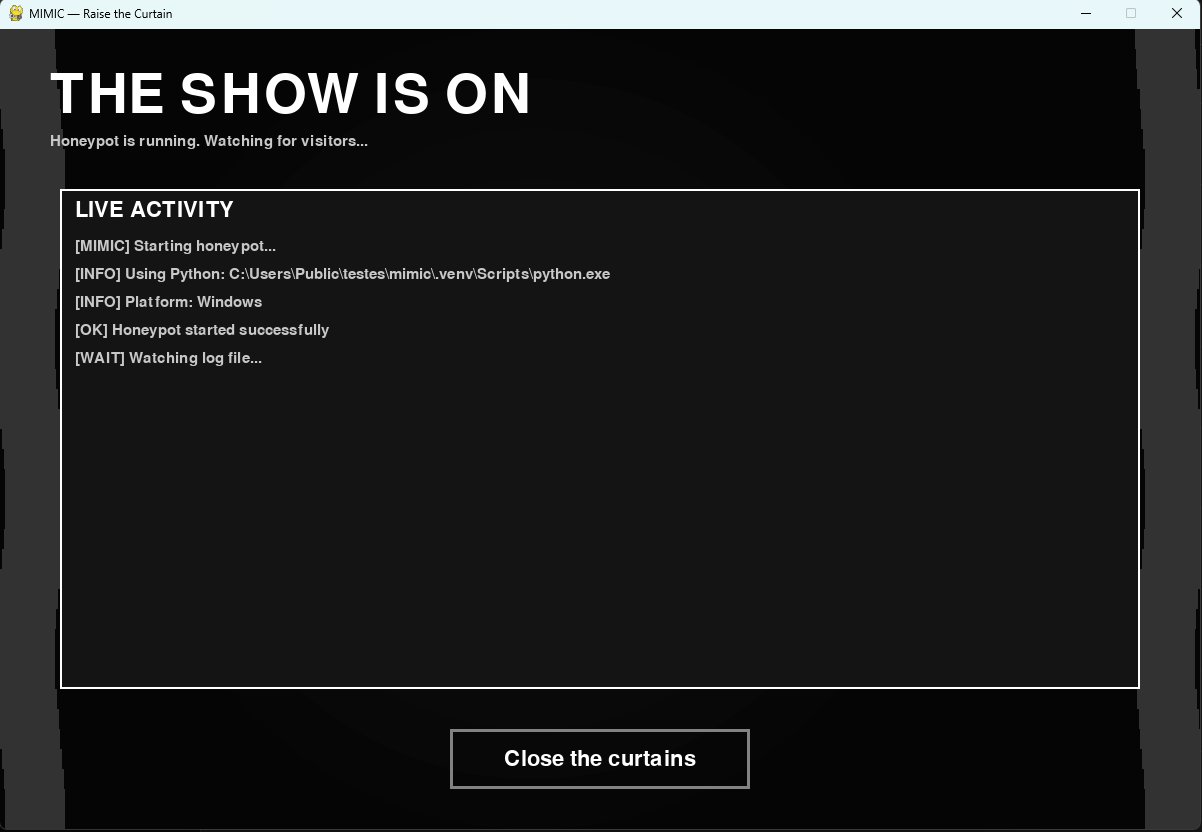 MIMIC — Raise the Curtain
THE SHOW IS ON
Honeypot is running. Watching for visitors...
LIVE ACTIVITY
[MIMIC] Starting honeypot...
[INFO] Using Python: C:\Users\Public\testes\mimic\.venv\Scripts\python.exe
[INFO] Platform: Windows
[OK] Honeypot started successfully
[WAIT] Watching log file...
Close the curtains